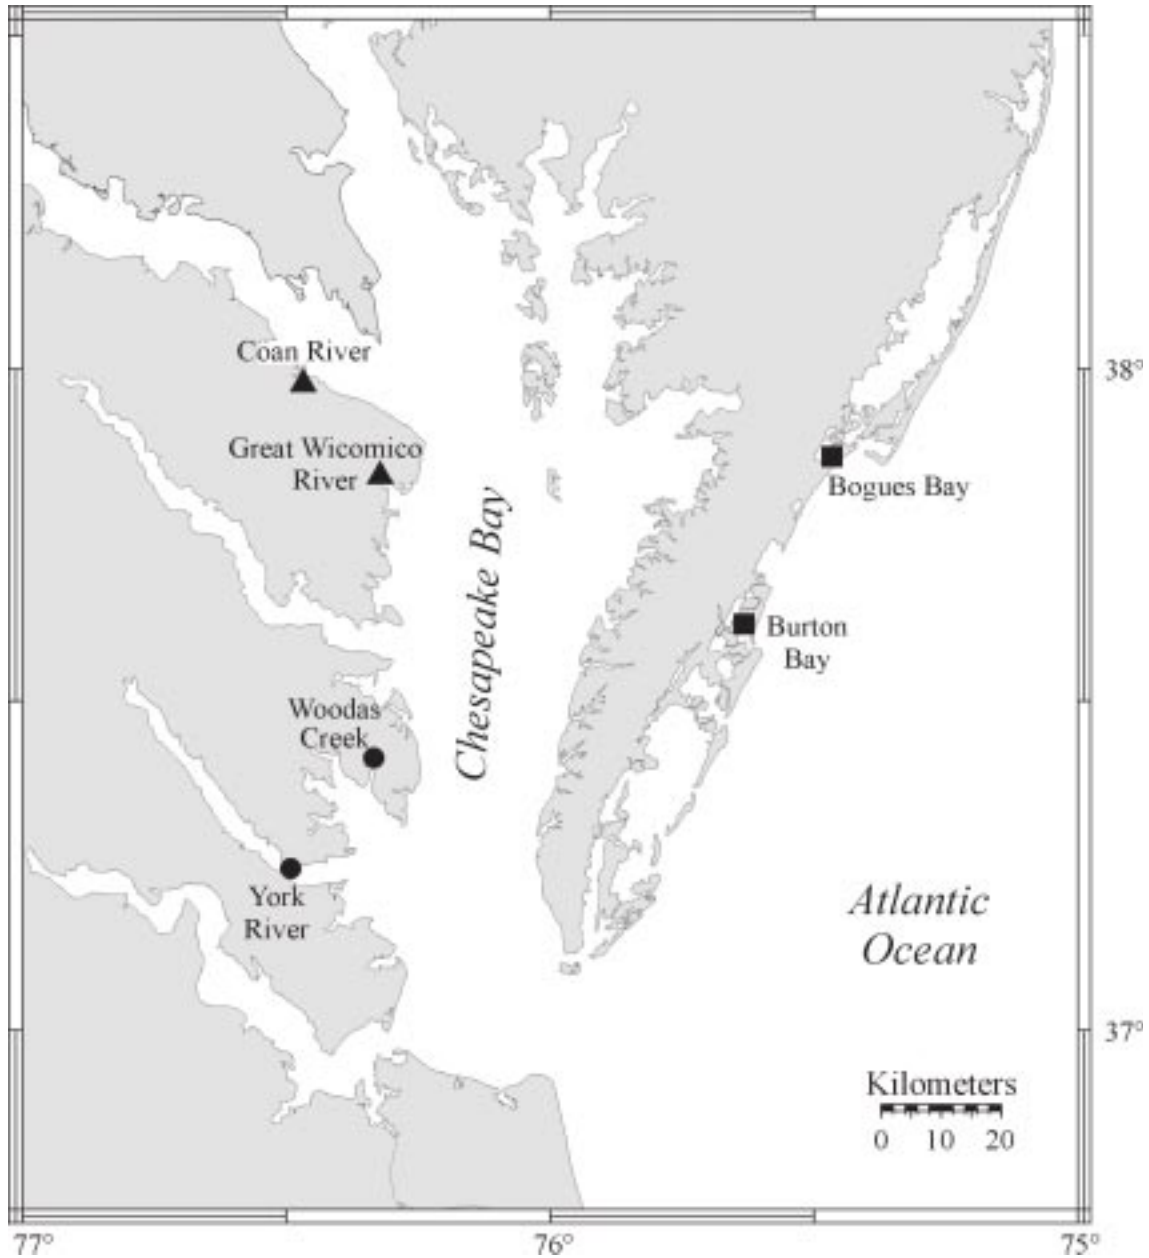 Coan River
38°
Great Wicomico
River
Bogues Bay
Chesapeake Bay
Burton
Bay
Woodas
Creek
York
River
Atlantic
Ocean
37°
Kilometers
0 10 20
77° 76° 75°